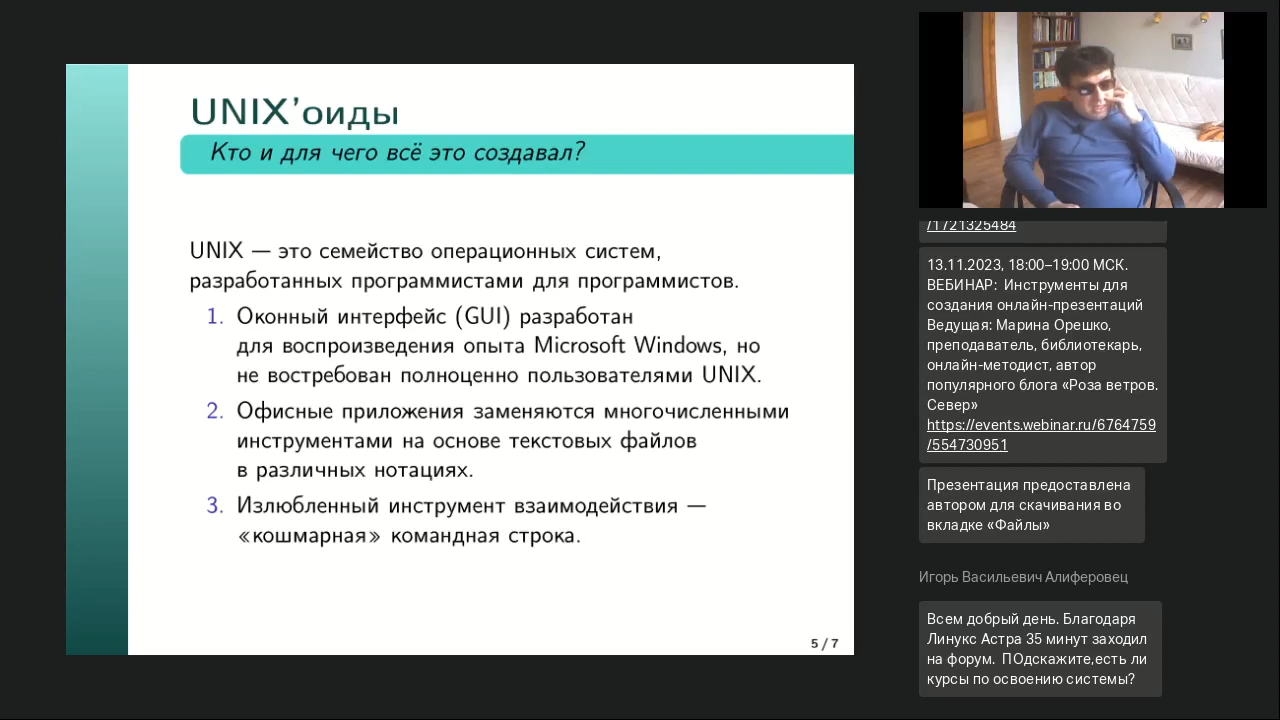 UNIX’оиды
Кто и для чего всё это создавал?
UNIX — это семейство операционных систем,
разработанных программистами для программистов.
1. Оконный интерфейс (GUI) разработан
для воспроизведения опыта Microsoft Windows, но
не востребован полноценно пользователями UNIX.
2. Офисные приложения заменяются многочисленными
инструментами на основе текстовых файлов
в различных нотациях.
3. Излюбленный инструмент взаимодействия —
«кошмарная» командная строка.
5 / 7
/1721325484
13.11.2023, 18:00–19:00 МСК.
ВЕБИНАР: Инструменты для
создания онлайн-презентаций
Ведущая: Марина Орешко,
преподаватель, библиотекарь,
онлайн-методист, автор
популярного блога «Роза ветров.
Север»
https://events.webinar.ru/6764759
/554730951
Презентация предоставлена
автором для скачивания во
вкладке «Файлы»
Игорь Васильевич Алиферовец
Всем добрый день. Благодаря
Линукс Астра 35 минут заходил
на форум. ПОдскажите,есть ли
курсы по освоению системы?